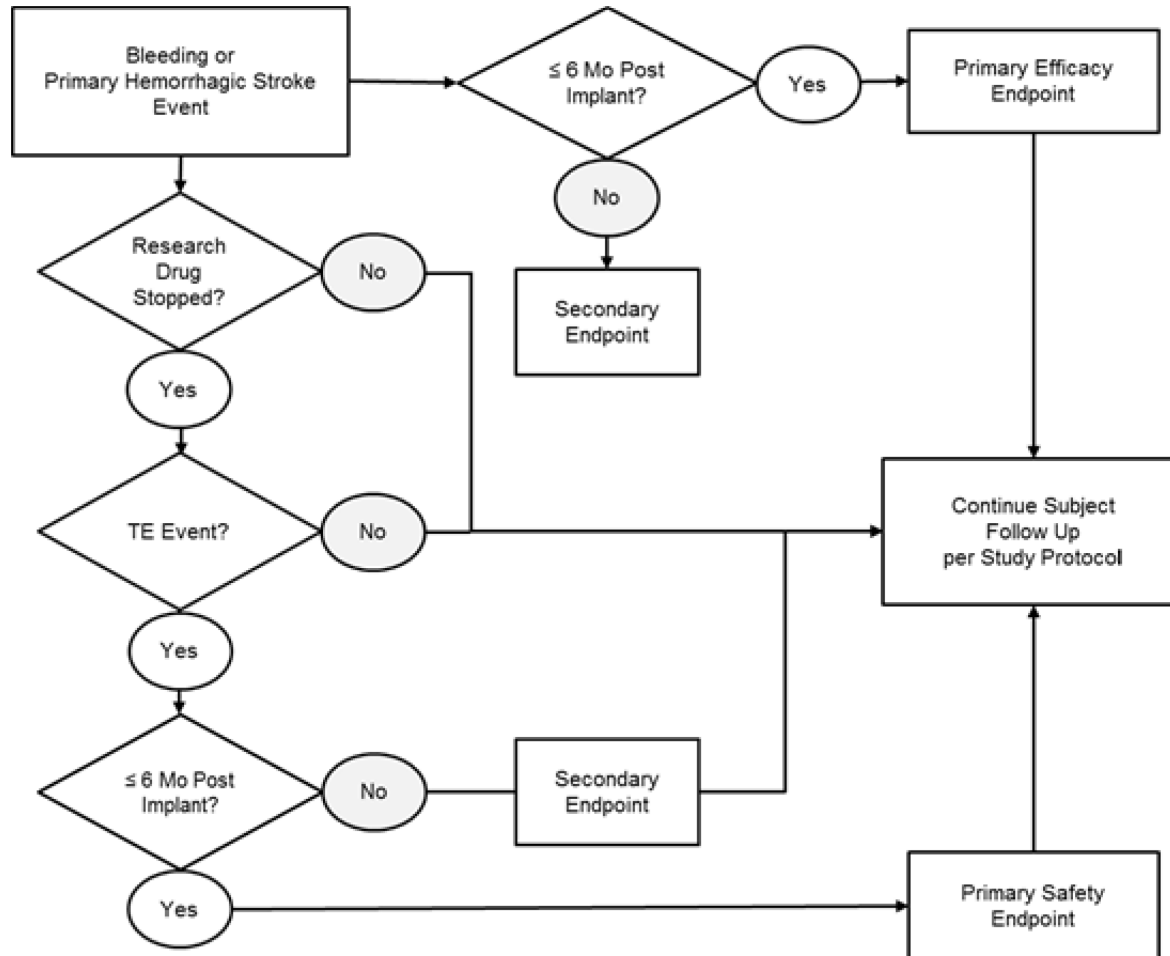 Bleeding or
Primary Hemorrhagic Stroke
Event
≤ 6 Mo Post
Implant?
Yes
Primary Efficacy
Endpoint
No
Secondary
Endpoint
Research
Drug
Stopped?
No
Yes
TE Event?
No
Continue Subject
Follow Up
per Study Protocol
Yes
≤ 6 Mo Post
Implant?
No
Secondary
Endpoint
Yes
Primary Safety
Endpoint